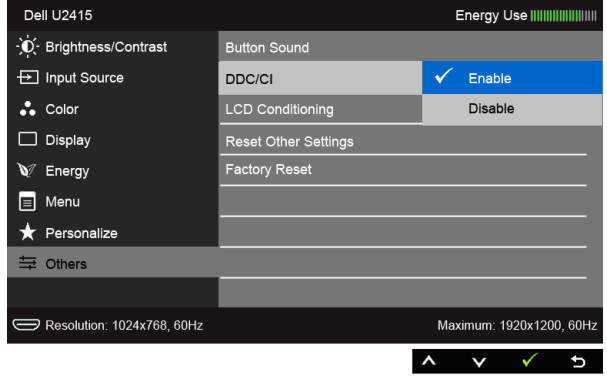 Dell U2415
Energy Use
Brightness/Contrast
Input Source
Color
Display
Energy
Menu
Personalize
Others
Button Sound
DDC/CI
LCD Conditioning
Reset Other Settings
Factory Reset
Enable
Disable
Resolution: 1024x768, 60Hz
Maximum: 1920x1200, 60Hz